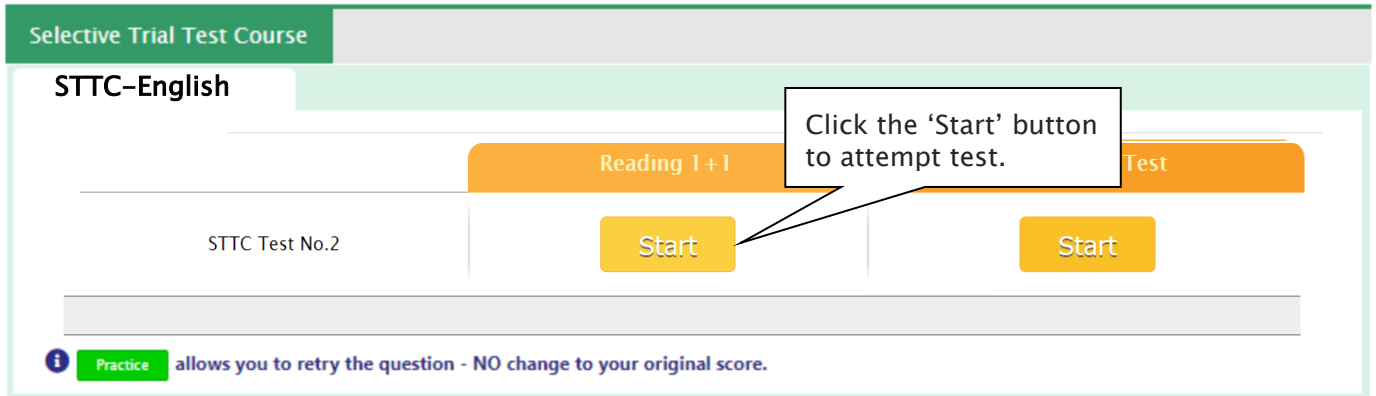 Selective Trial Test Course
STTC-English
Click the ‘Start’ button
to attempt test.
Reading 1+1
Test
STTC Test No.2
Start
Start
Practice allows you to retry the question - NO change to your original score.